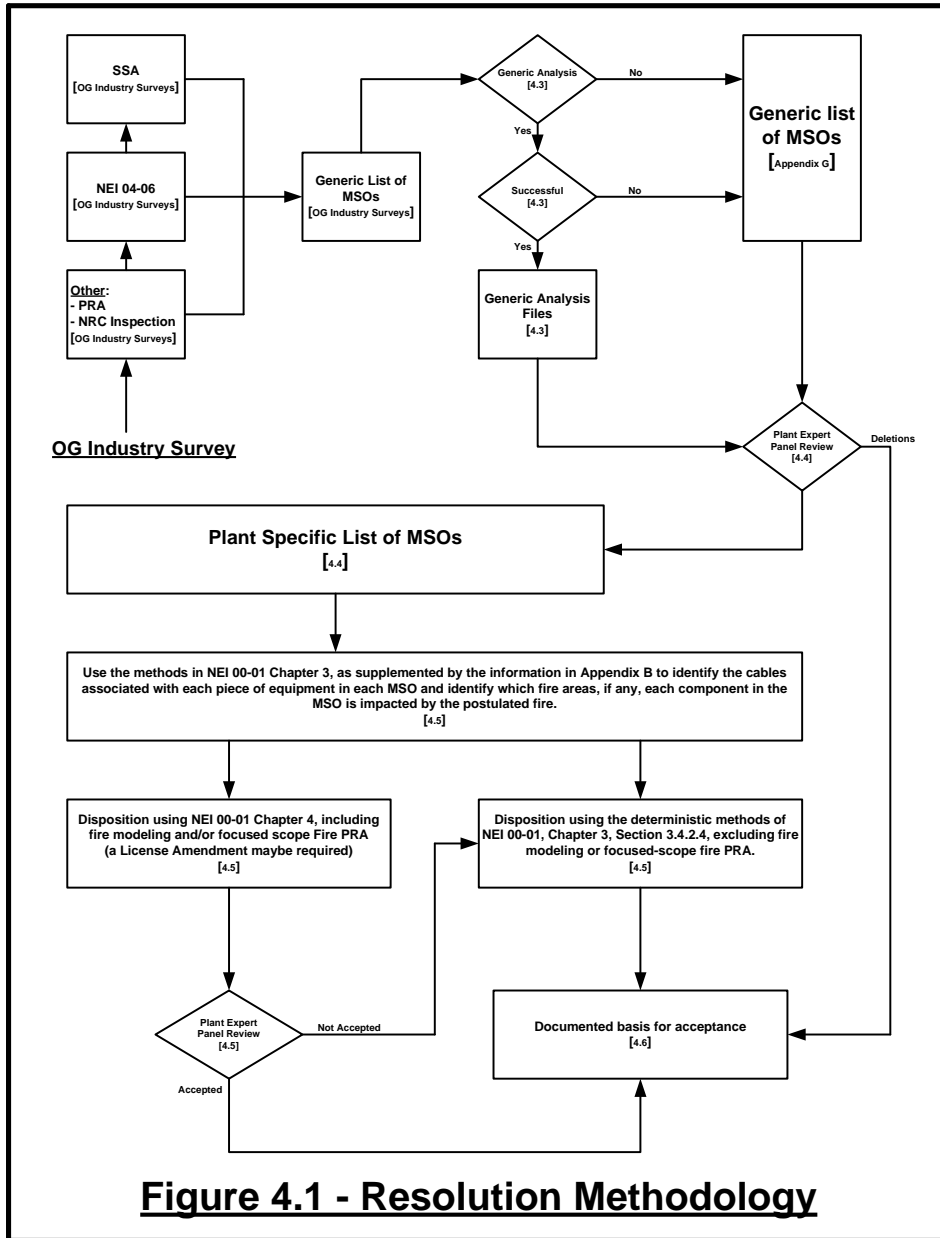 SSA
[OG Industry Surveys]
NEI 04-06
[OG Industry Surveys]
Other:
- PRA
- NRC Inspection
[OG Industry Surveys]
OG Industry Survey
Generic List of
MSOs
[OG Industry Surveys]
Generic Analysis
[4.3]
No
Yes
Successful
[4.3]
No
Yes
Generic Analysis
Files
[4.3]
Generic list
of MSOs
[Appendix G]
Plant Expert
Panel Review
[4.4]
Deletions
Plant Specific List of MSOs
[4.4]
Use the methods in NEI 00-01 Chapter 3, as supplemented by the information in Appendix B to identify the cables
associated with each piece of equipment in each MSO and identify which fire areas, if any, each component in the
MSO is impacted by the postulated fire.
[4.5]
Disposition using NEI 00-01 Chapter 4, including
fire modeling and/or focused scope Fire PRA
(a License Amendment maybe required)
[4.5]
Disposition using the deterministic methods of
NEI 00-01, Chapter 3, Section 3.4.2.4, excluding fire
modeling or focused-scope fire PRA.
[4.5]
Plant Expert
Panel Review
[4.5]
Not Accepted
Accepted
Documented basis for acceptance
[4.6]
Figure 4.1 - Resolution Methodology